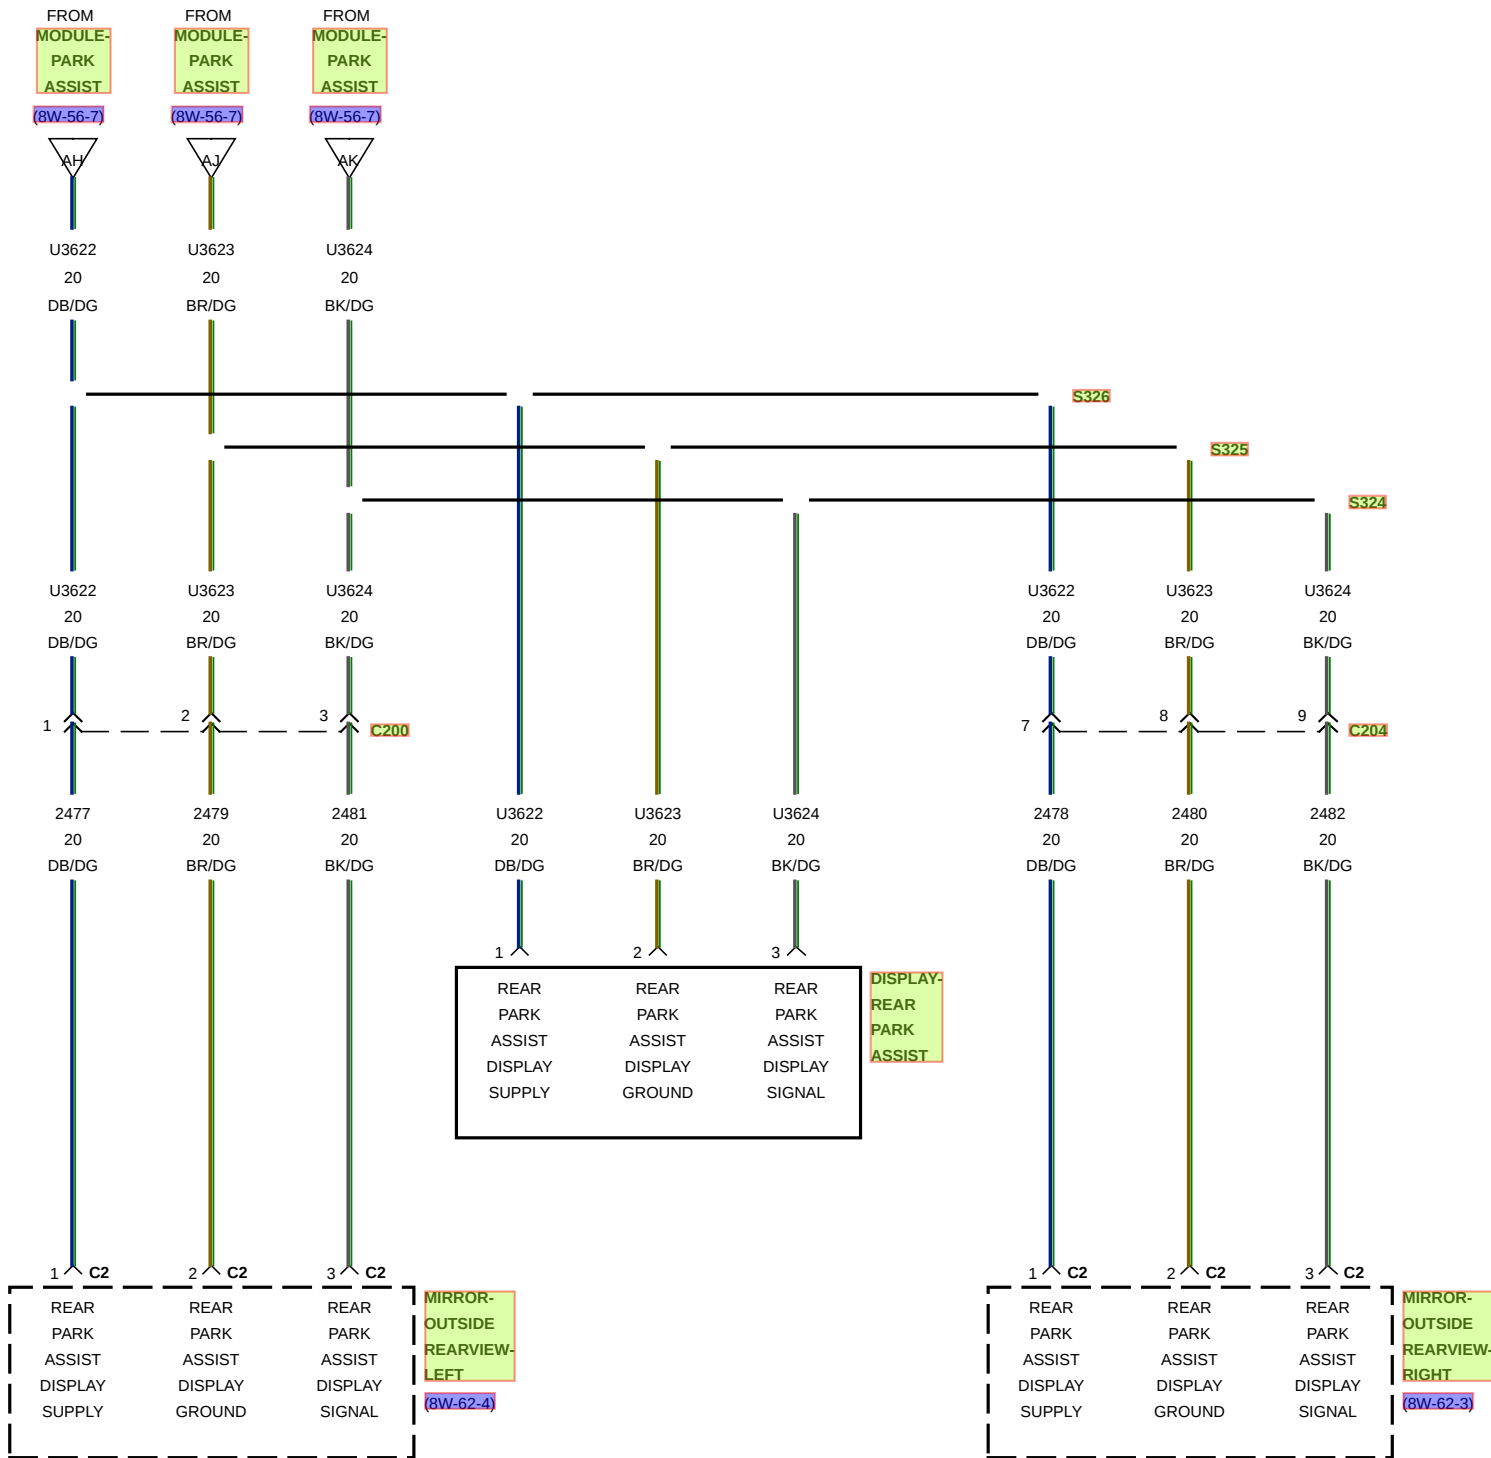 FROM FROM FROM
MODULE- MODULE- MODULE-
PARK PARK PARK
ASSIST ASSIST ASSIST
(8W-56-7) (8W-56-7) (8W-56-7)
AH AJ AK
U3622 U3623 U3624
20 20 20
DB/DG BR/DG BK/DG
S326
S325
S324
U3622 U3623 U3624 U3622 U3623 U3624
20 20 20 20 20 20
DB/DG BR/DG BK/DG DB/DG BR/DG BK/DG
1 2 3 C200 7 8 9 C204
2477 2479 2481 U3622 U3623 U3624 2478 2480 2482
20 20 20 20 20 20 20 20 20
DB/DG BR/DG BK/DG DB/DG BR/DG BK/DG DB/DG BR/DG BK/DG
1 2 3
REAR REAR REAR
PARK PARK PARK
ASSIST ASSIST ASSIST
DISPLAY DISPLAY DISPLAY
SUPPLY GROUND SIGNAL
DISPLAY-
REAR
PARK
ASSIST
1 C2 2 C2 3 C2
REAR REAR REAR
PARK PARK PARK
ASSIST ASSIST ASSIST
DISPLAY DISPLAY DISPLAY
SUPPLY GROUND SIGNAL
MIRROR-
OUTSIDE
REARVIEW-
LEFT
(8W-62-4)
1 C2 2 C2 3 C2
REAR REAR REAR
PARK PARK PARK
ASSIST ASSIST ASSIST
DISPLAY DISPLAY DISPLAY
SUPPLY GROUND SIGNAL
MIRROR-
OUTSIDE
REARVIEW-
RIGHT
(8W-62-3)